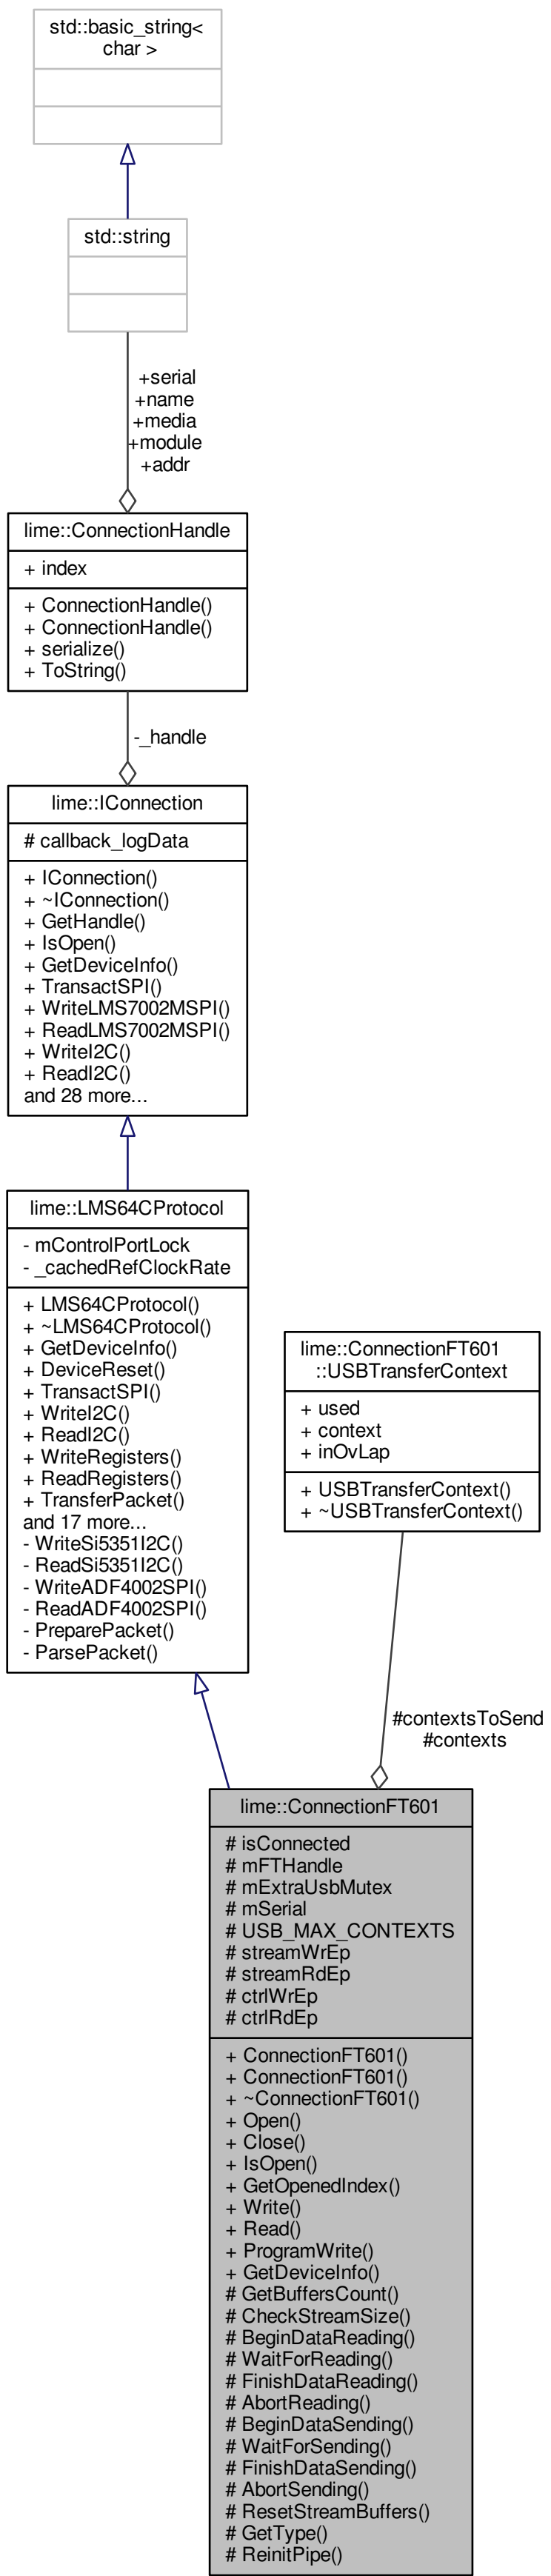 std::basic_string<
char >
std::string
+serial
+name
+media
+module
+addr
lime::ConnectionHandle
+ index
+ ConnectionHandle()
+ ConnectionHandle()
+ serialize()
+ ToString()
-_handle
lime::IConnection
# callback_logData
+ IConnection()
+ ~IConnection()
+ GetHandle()
+ IsOpen()
+ GetDeviceInfo()
+ TransactSPI()
+ WriteLMS7002MSPI()
+ ReadLMS7002MSPI()
+ WriteI2C()
+ ReadI2C()
and 28 more...
lime::LMS64CProtocol
- mControlPortLock
- _cachedRefClockRate
+ LMS64CProtocol()
+ ~LMS64CProtocol()
+ GetDeviceInfo()
+ DeviceReset()
+ TransactSPI()
+ WriteI2C()
+ ReadI2C()
+ WriteRegisters()
+ ReadRegisters()
+ TransferPacket()
and 17 more...
- WriteSi5351I2C()
- ReadSi5351I2C()
- WriteADF4002SPI()
- ReadADF4002SPI()
- PreparePacket()
- ParsePacket()
lime::ConnectionFT601
::USBTransferContext
+ used
+ context
+ inOvLap
+ USBTransferContext()
+ ~USBTransferContext()
#contextsToSend
#contexts
lime::ConnectionFT601
# isConnected
# mFTHandle
# mExtraUsbMutex
# mSerial
# USB_MAX_CONTEXTS
# streamWrEp
# streamRdEp
# ctrlWrEp
# ctrlRdEp
+ ConnectionFT601()
+ ConnectionFT601()
+ ~ConnectionFT601()
+ Open()
+ Close()
+ IsOpen()
+ GetOpenedIndex()
+ Write()
+ Read()
+ ProgramWrite()
+ GetDeviceInfo()
# GetBuffersCount()
# CheckStreamSize()
# BeginDataReading()
# WaitForReading()
# FinishDataReading()
# AbortReading()
# BeginDataSending()
# WaitForSending()
# FinishDataSending()
# AbortSending()
# ResetStreamBuffers()
# GetType()
# ReinitPipe()